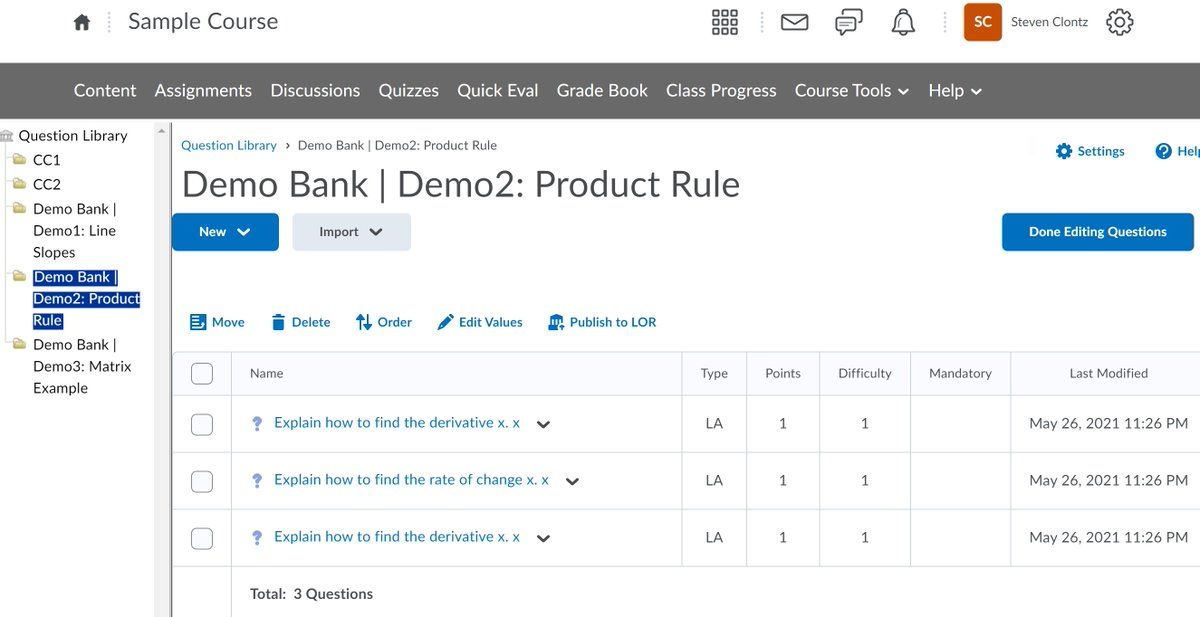 Sample Course
SC
Steven Clontz
Content Assignments Discussions Quizzes Quick Eval Grade Book Class Progress Course Tools Help
Question Library
CC1
CC2
Demo Bank |
Demo1: Line
Slopes
Demo Bank |
Demo2: Product
Rule
Demo Bank |
Demo3: Matrix
Example
Question Library › Demo Bank | Demo2: Product Rule
Settings
Help
Demo Bank | Demo2: Product Rule
New
Import
Done Editing Questions
Move Delete Order Edit Values Publish to LOR
Name Type Points Difficulty Mandatory Last Modified
? Explain how to find the derivative x. x LA 1 1 May 26, 2021 11:26 PM
? Explain how to find the rate of change x. x LA 1 1 May 26, 2021 11:26 PM
? Explain how to find the derivative x. x LA 1 1 May 26, 2021 11:26 PM
Total: 3 Questions